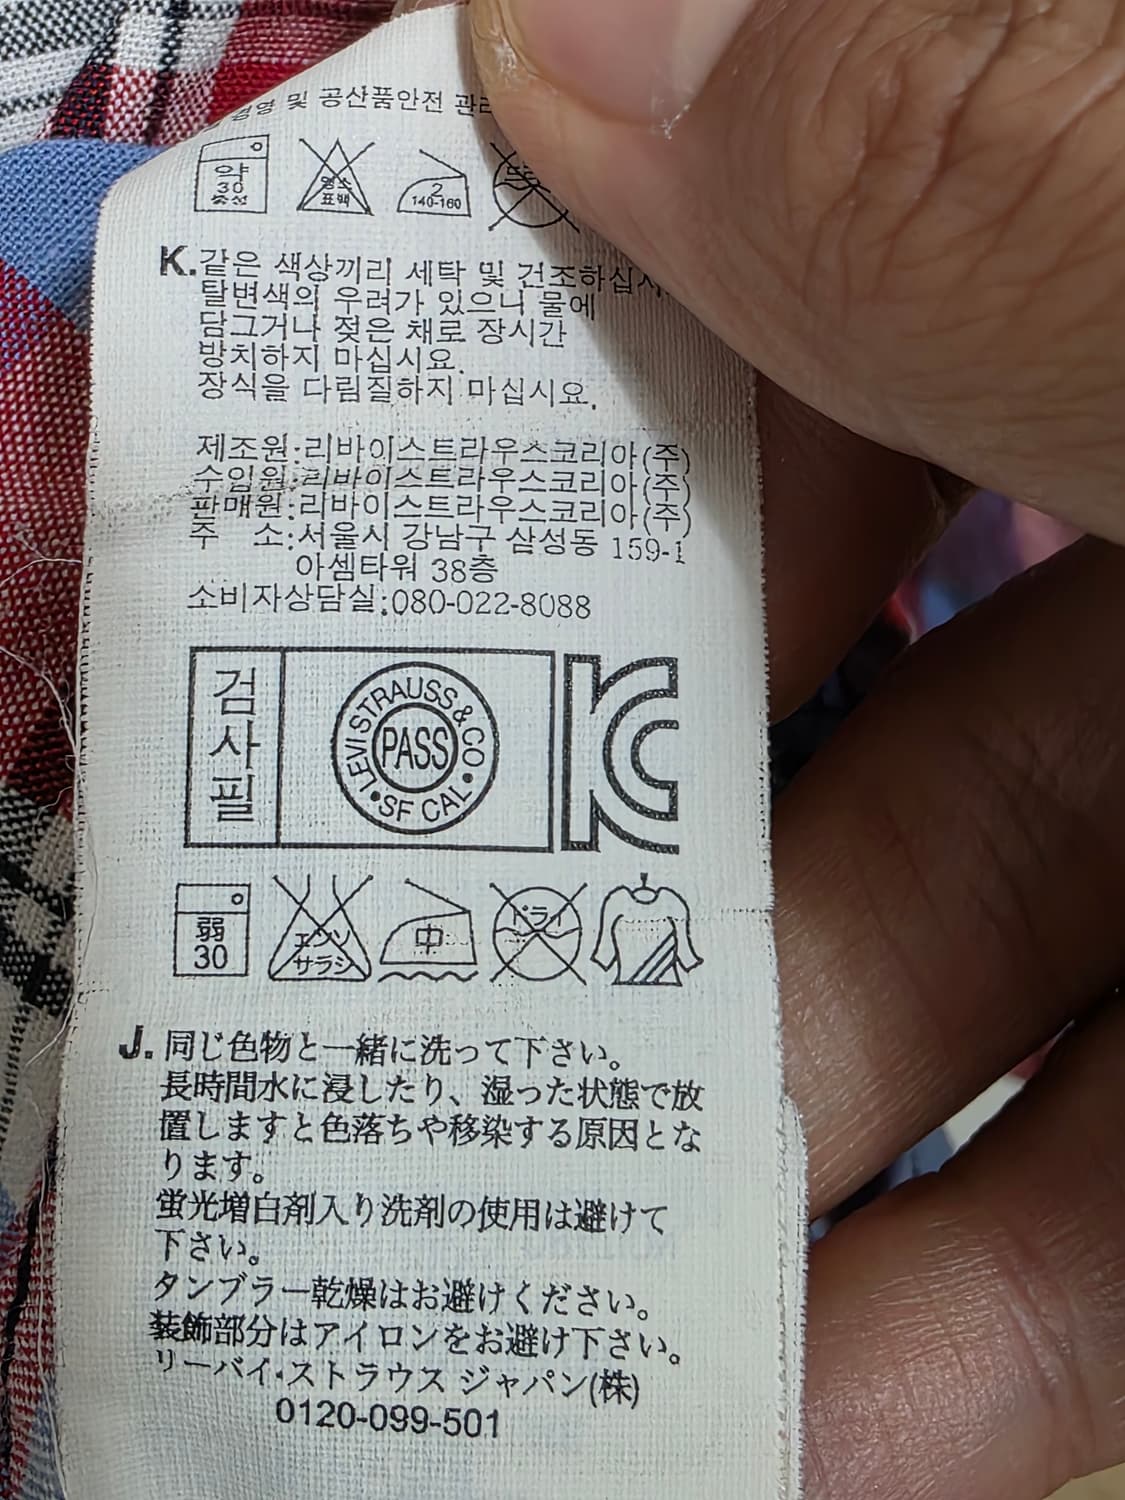 및 공산품안전 관리
약
30
중성
염소
표백
2
140-160
K.같은 색상끼리 세탁 및 건조하십시
탈변색의 우려가 있으니 물에
담그거나 젖은 채로 장시간
방치하지 마십시요.
장식을 다림질하지 마십시요.
제조원:리바이스트라우스코리아(주)
수입원:리바이스트라우스코리아(주)
판매원:리바이스트라우스코리아(주)
주 소:서울시 강남구 삼성동 159-1
아셈타워 38층
소비자상담실:080-022-8088
검사필
LEVI STRAUSS & CO
PASS
•SF CAL•
KC
弱
30
エンソ
サラシ
中
ドライ
J. 同じ色物と一緒に洗って下さい。
長時間水に浸したり、湿った状態で放
置しますと色落ちや移染する原因とな
ります。
蛍光増白剤入り洗剤の使用は避けて
下さい。
タンブラー乾燥はお避けください。
装飾部分はアイロンをお避け下さい。
リーバイ・ストラウス ジャパン(株)
0120-099-501